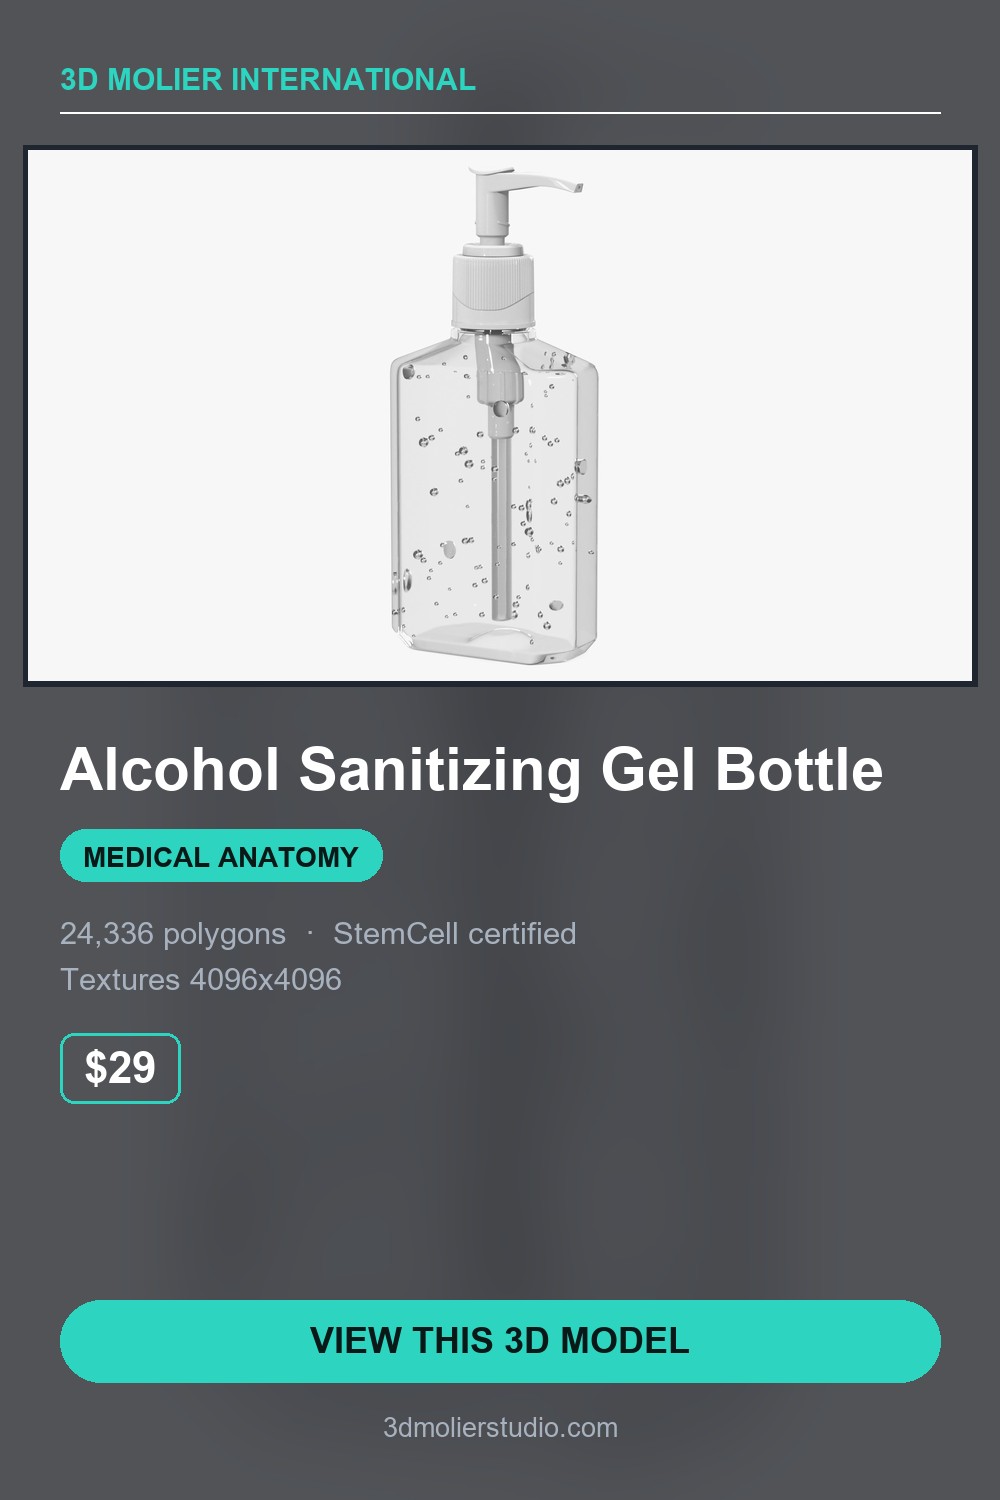 3D MOLIER INTERNATIONAL
Alcohol Sanitizing Gel Bottle
MEDICAL ANATOMY
24,336 polygons · StemCell certified
Textures 4096x4096
$29
VIEW THIS 3D MODEL
3dmolierstudio.com